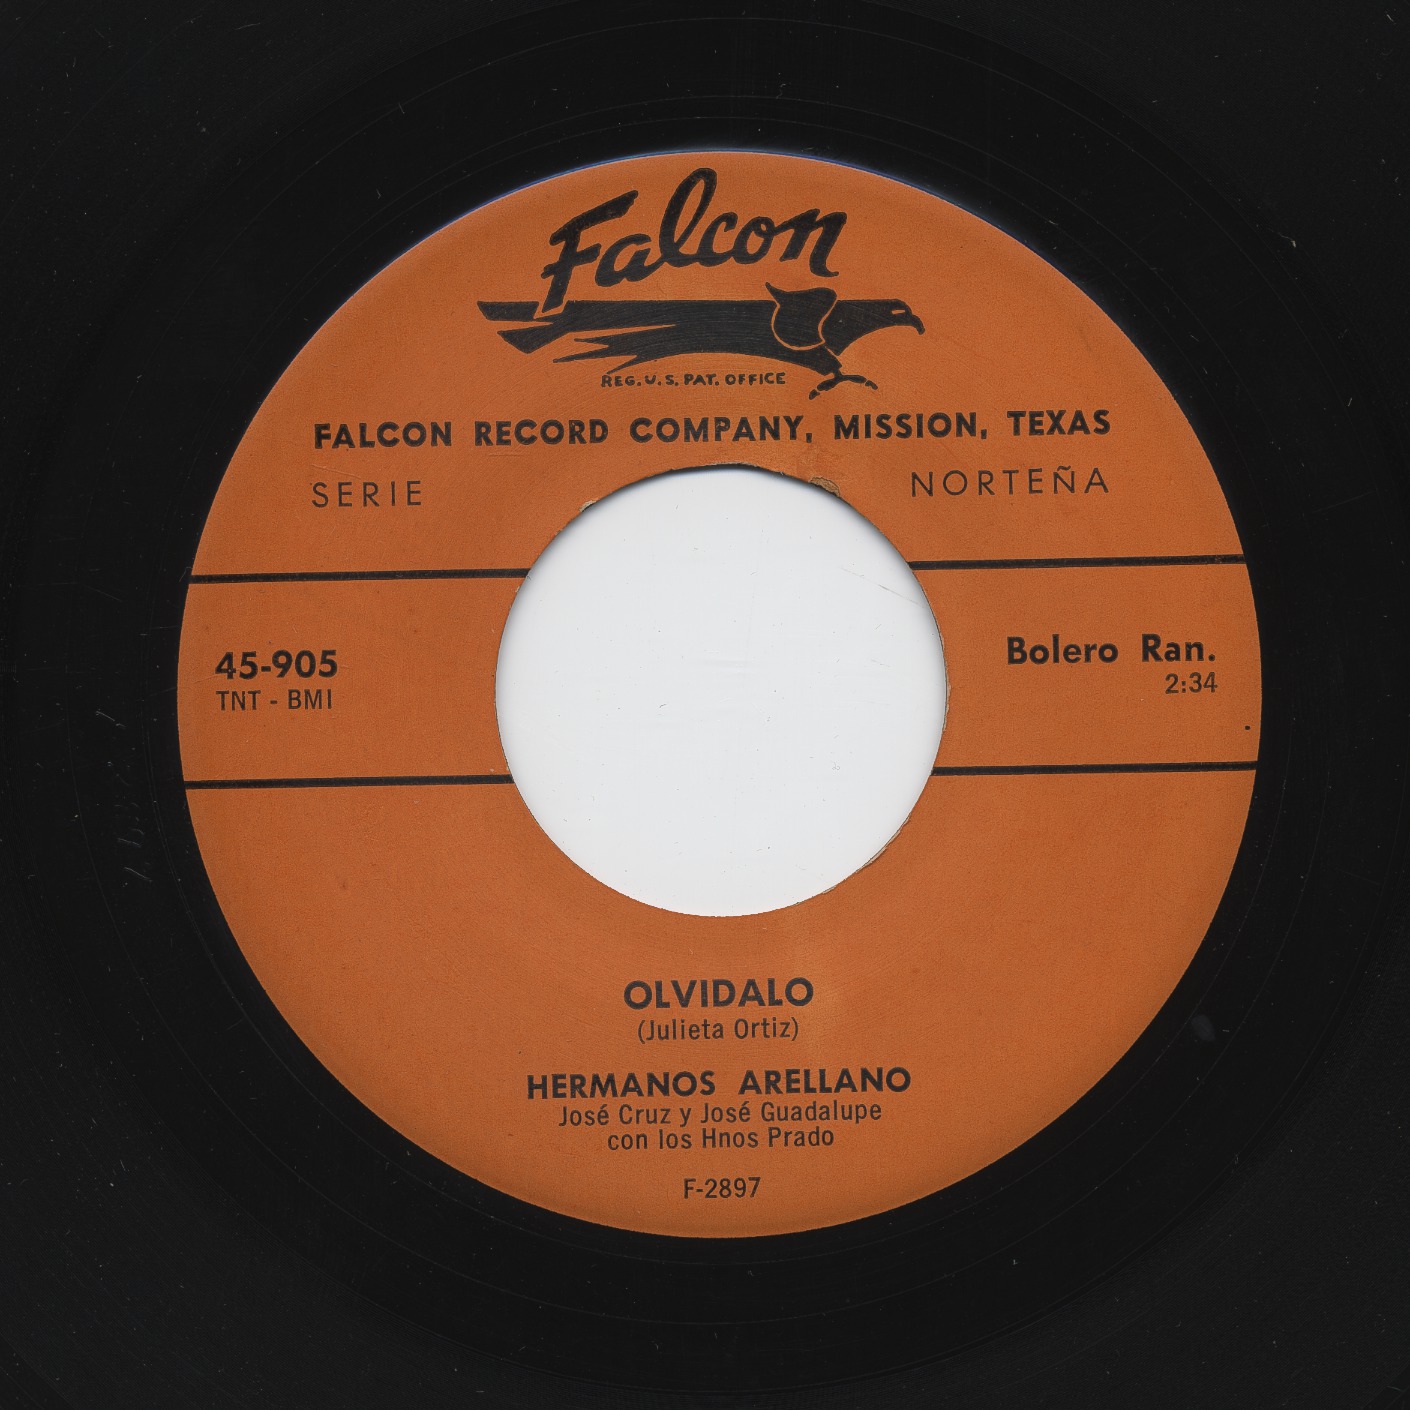 Falcon
REG. U.S. PAT. OFFICE
FALCON RECORD COMPANY, MISSION, TEXAS
SERIE NORTEÑA
45-905 Bolero Ran.
TNT - BMI 2:34
OLVIDALO
(Julieta Ortiz)
HERMANOS ARELLANO
José Cruz y José Guadalupe
con los Hnos Prado
F-2897